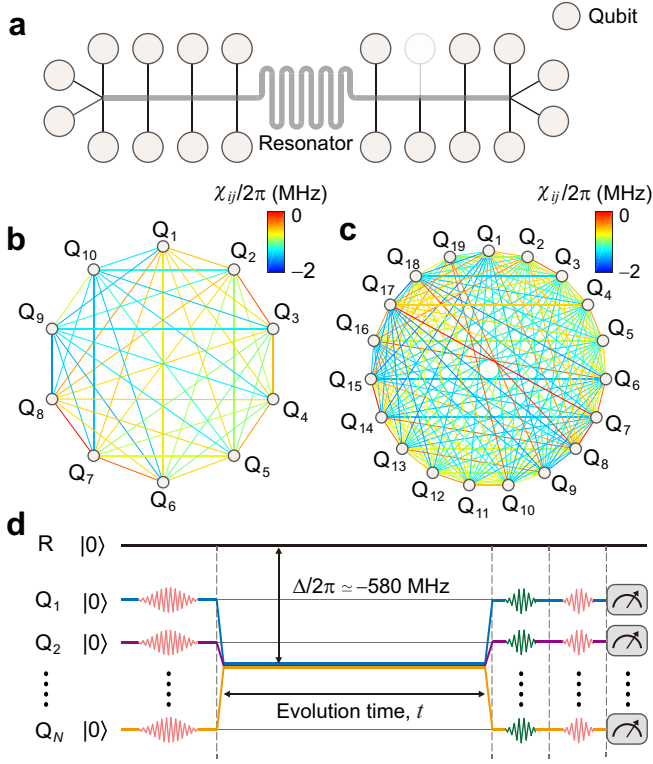 a
Qubit
Resonator
χij/2π (MHz)
0
−2
b
Q1
Q2
Q3
Q4
Q5
Q6
Q7
Q8
Q9
Q10
χij/2π (MHz)
0
−2
c
Q1
Q2
Q3
Q4
Q5
Q6
Q7
Q8
Q9
Q10
Q11
Q12
Q13
Q14
Q15
Q16
Q17
Q18
Q19
d
R |0⟩
Δ/2π ≃ −580 MHz
Q1 |0⟩
Q2 |0⟩
Evolution time, t
QN |0⟩